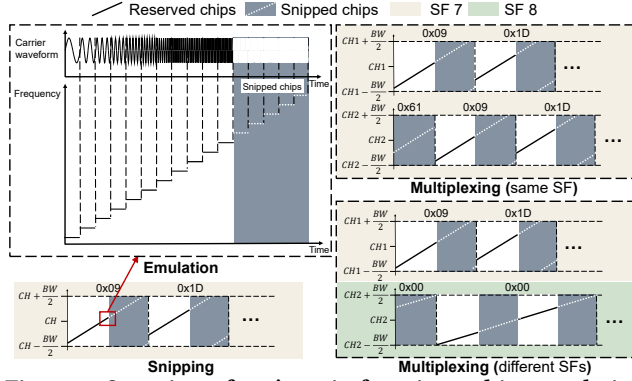 Reserved chips Snipped chips SF 7 SF 8
Carrier
waveform
Time
Frequency
Snipped chips
Time
Emulation
CH1 + BW/2
CH1
CH1 − BW/2
0x09 0x1D
...
CH2 + BW/2
CH2
CH2 − BW/2
0x61 0x09 0x1D
...
Multiplexing (same SF)
CH + BW/2
CH
CH − BW/2
0x09 0x1D
...
Snipping
CH1 + BW/2
CH1
CH1 − BW/2
0x09 0x1D
...
CH2 + BW/2
CH2
CH2 − BW/2
0x00 0x00
...
Multiplexing (different SFs)